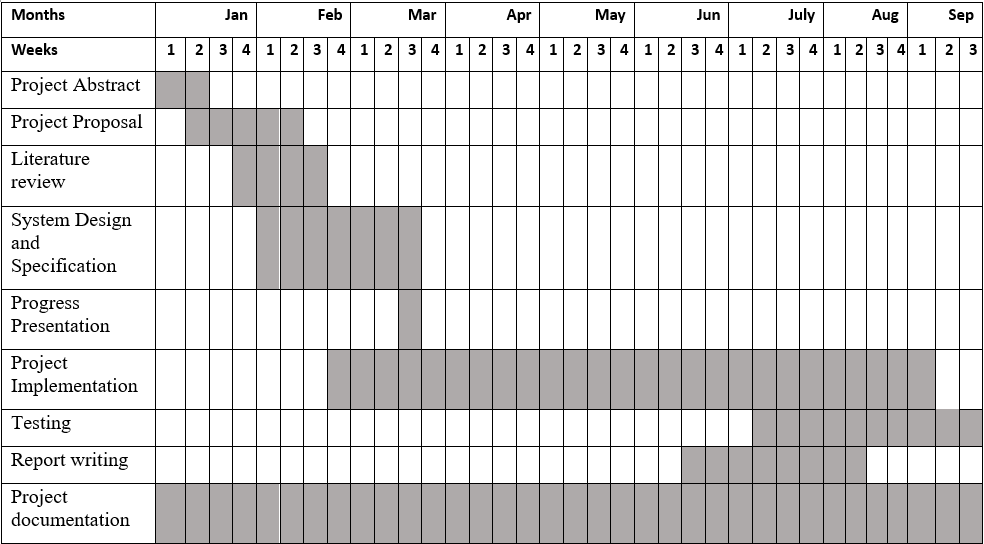 Months Jan Feb Mar Apr May Jun July Aug Sep
Weeks 1 2 3 4 1 2 3 4 1 2 3 4 1 2 3 4 1 2 3 4 1 2 3 4 1 2 3 4 1 2 3 4 1 2 3
Project Abstract
Project Proposal
Literature
review
System Design
and
Specification
Progress
Presentation
Project
Implementation
Testing
Report writing
Project
documentation